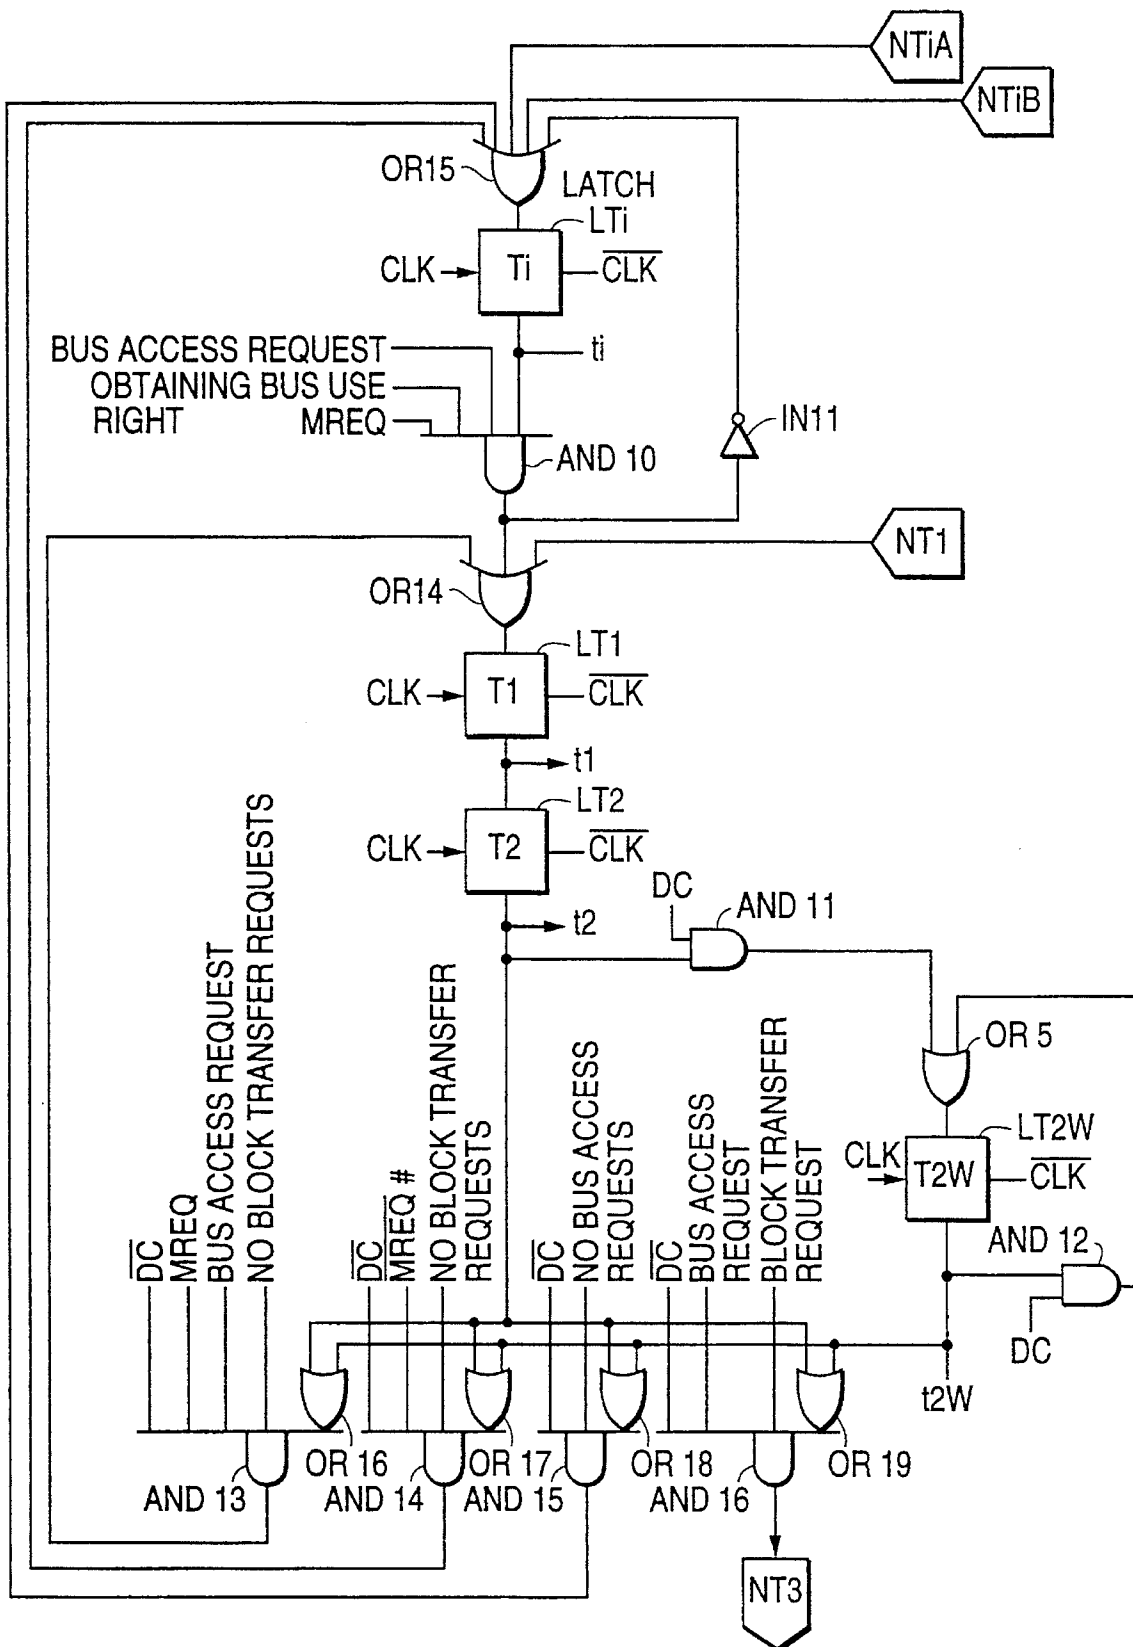 NTiA
NTiB
OR15
LATCH
LTi
CLK
Ti
CLK
BUS ACCESS REQUEST
ti
OBTAINING BUS USE
RIGHT
MREQ
IN11
AND 10
NT1
OR14
LT1
CLK
T1
CLK
t1
LT2
CLK
T2
CLK
t2
DC
AND 11
OR 5
LT2W
CLK
T2W
CLK
AND 12
DC
t2W
DC
MREQ
BUS ACCESS REQUEST
NO BLOCK TRANSFER REQUESTS
DC
MREQ #
NO BLOCK TRANSFER
REQUESTS
DC
NO BUS ACCESS
REQUESTS
DC
BUS ACCESS
REQUEST
BLOCK TRANSFER
REQUEST
OR 16
OR 17
OR 18
OR 19
AND 13
AND 14
AND 15
AND 16
NT3